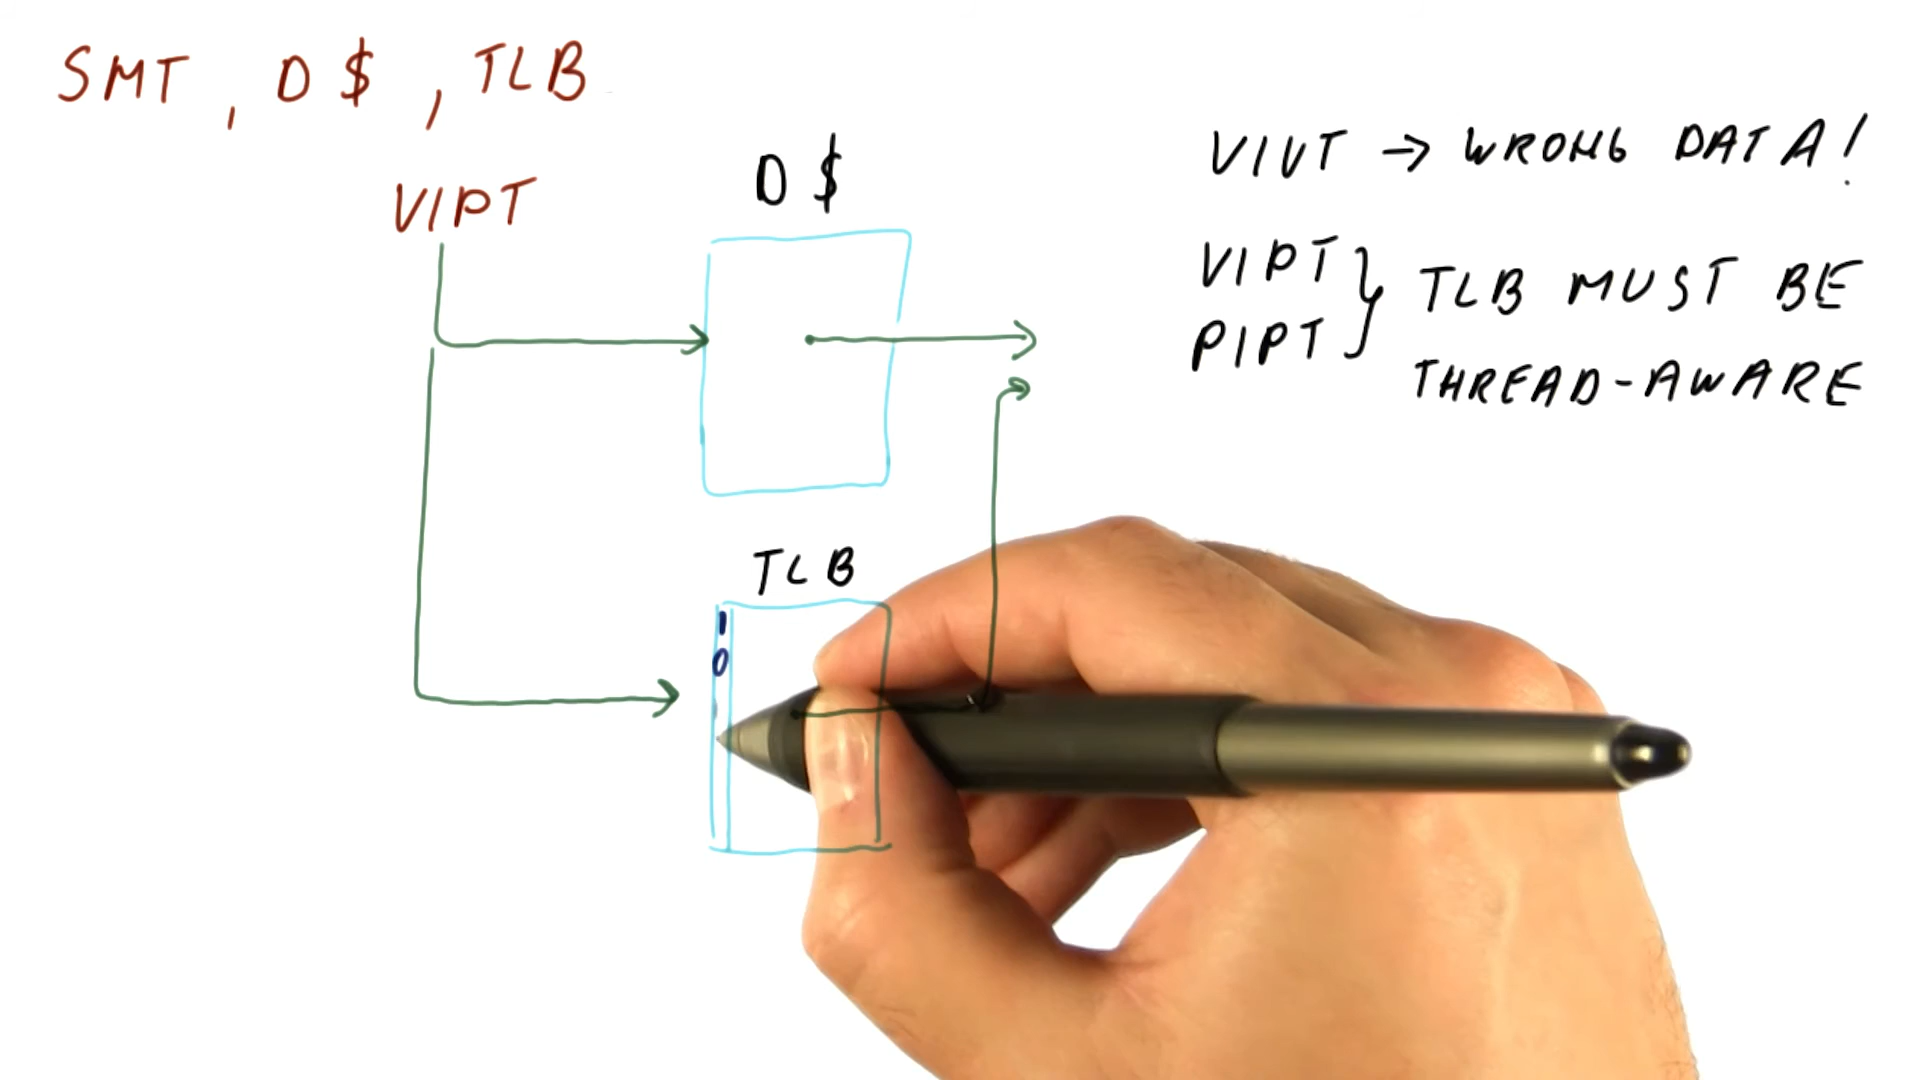 SMT, D$, TLB
VIPT
D$
VIVT → WRONG DATA!
VIPT
PIPT } TLB MUST BE
THREAD-AWARE
TLB
1
0